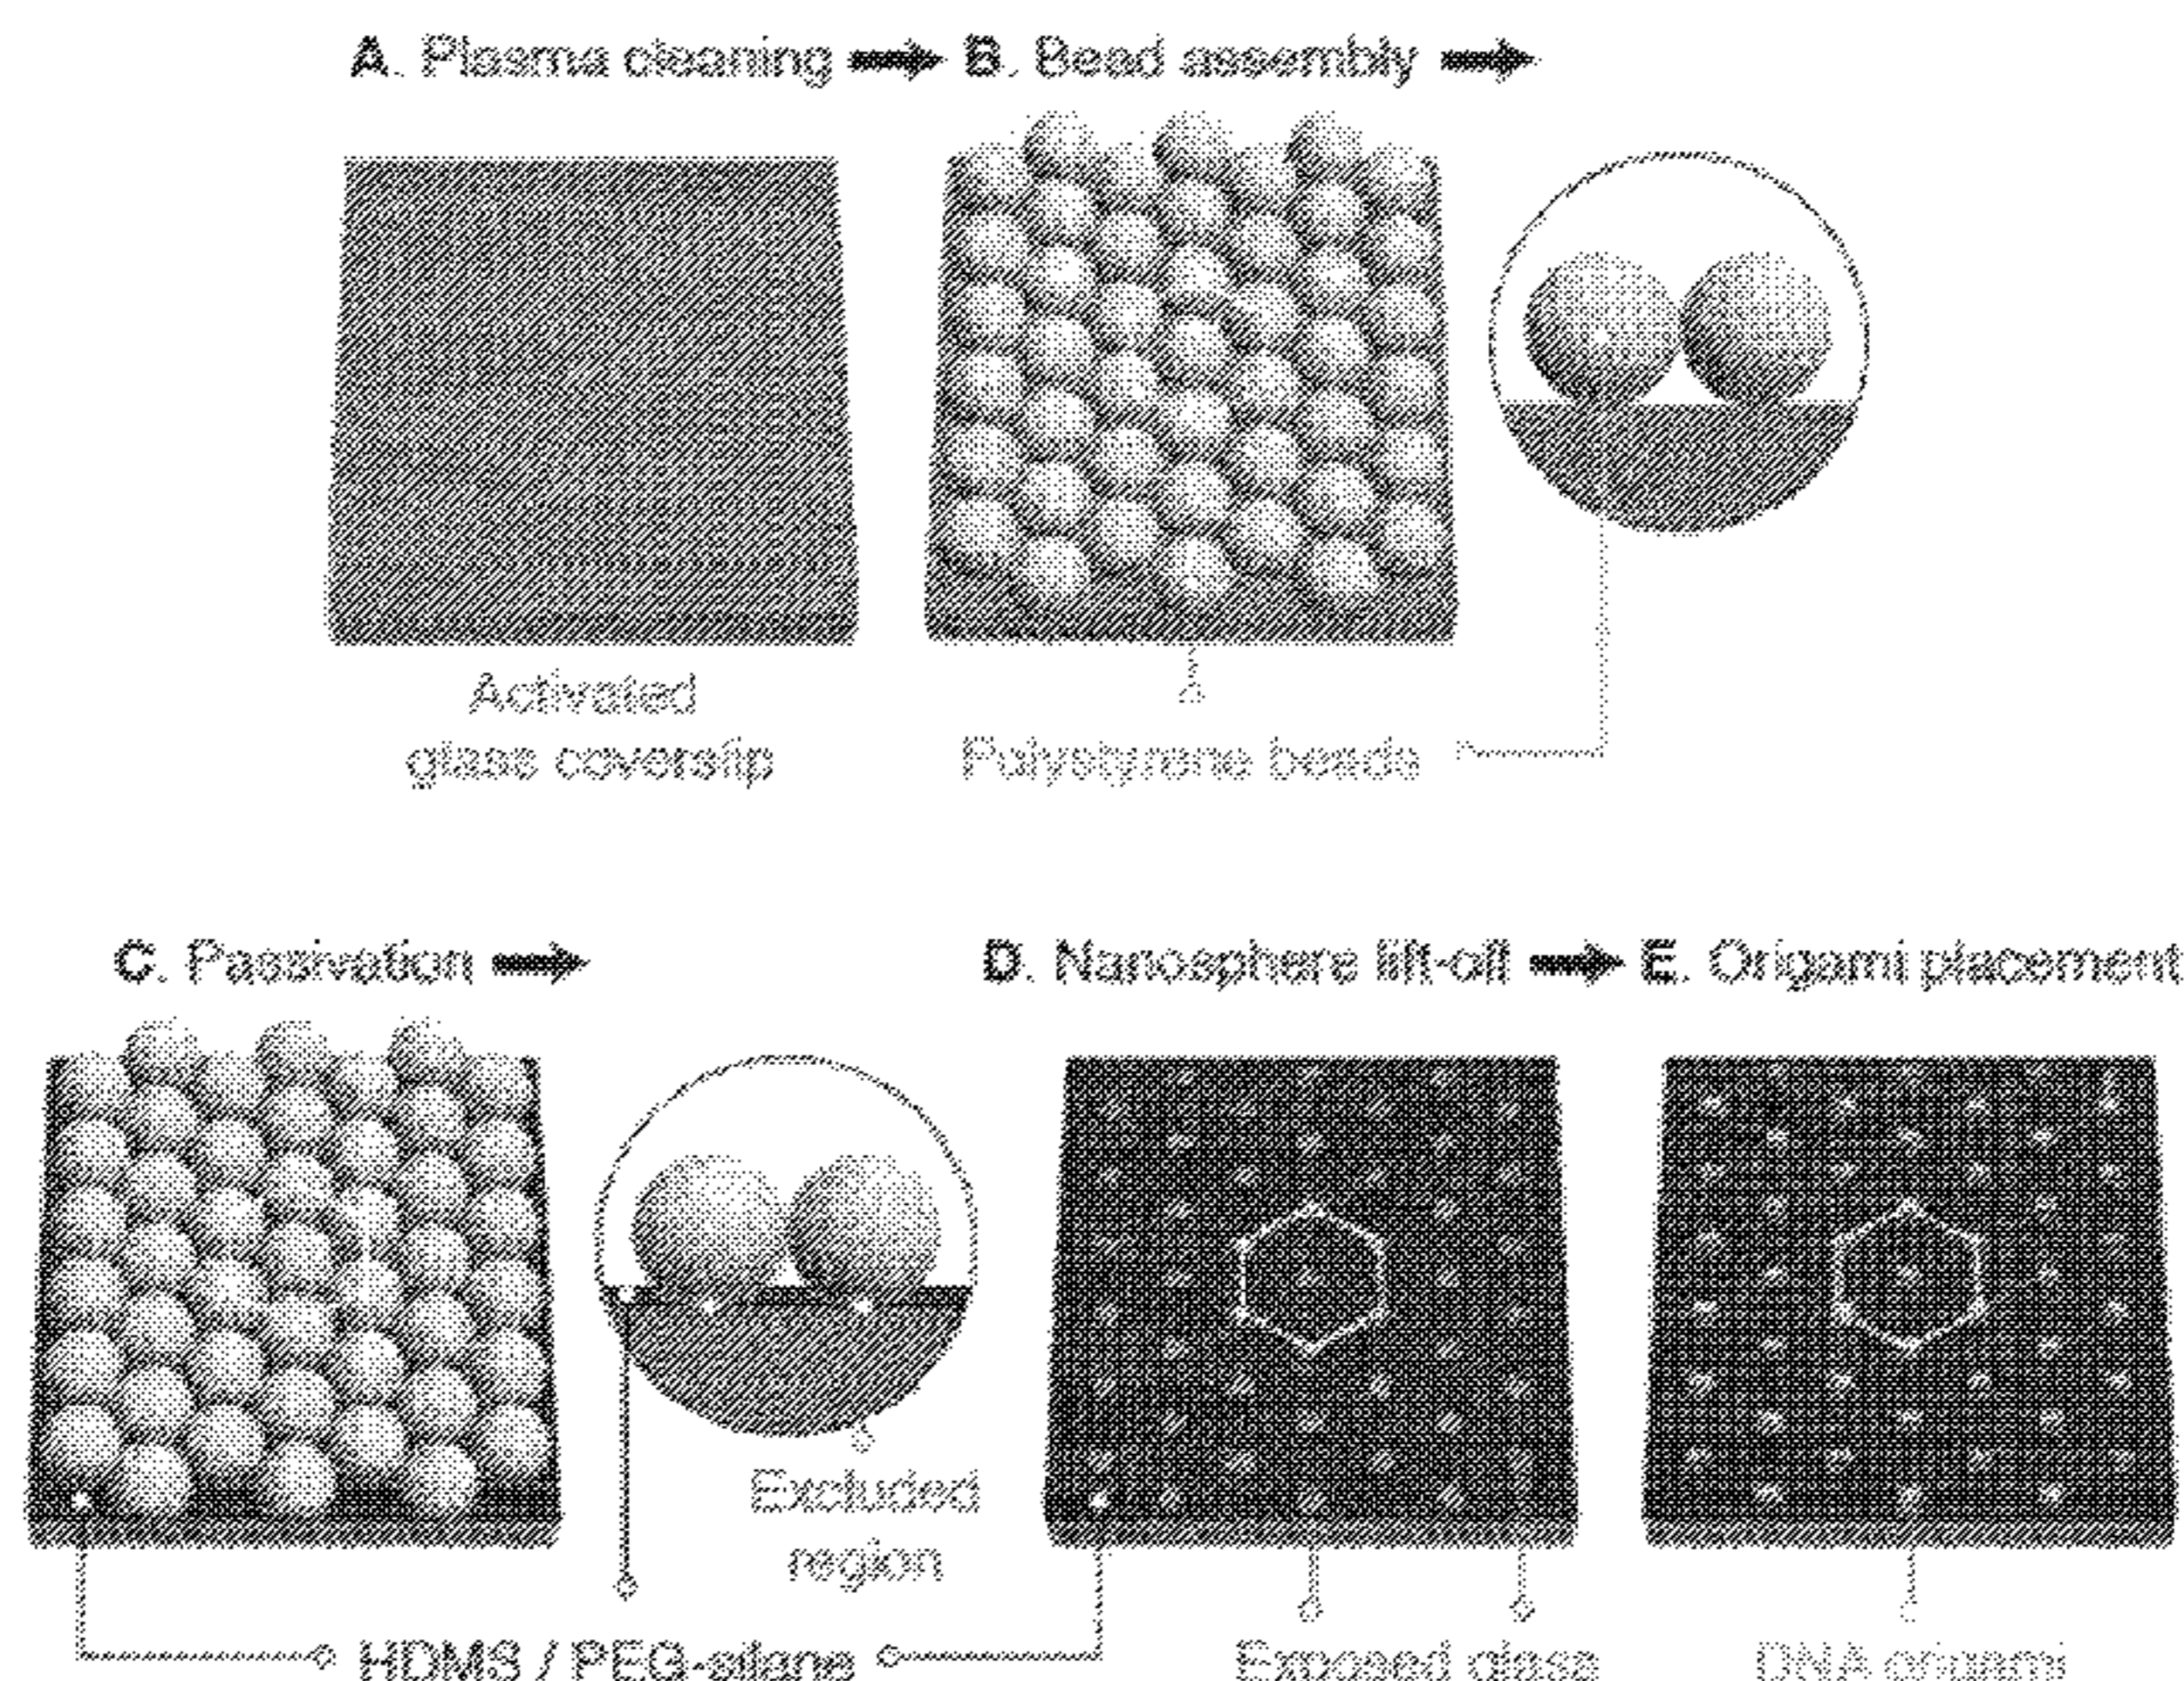 A. Plasma cleaning
B. Bead assembly
Activated
glass coverslip
Polystyrene beads
C. Passivation
D. Nanosphere lift-off
E. Origami placement
Excluded
region
HDMS / PEG-silane
Exposed glass
DNA origami